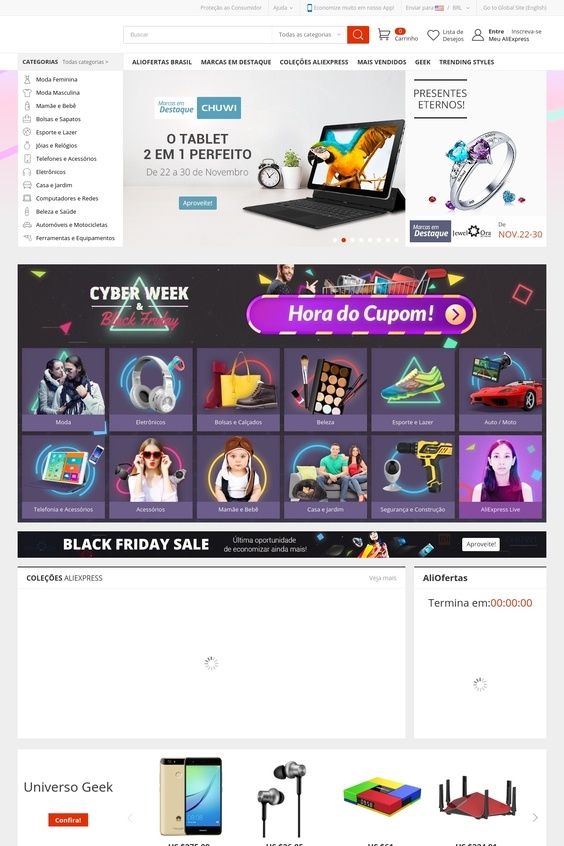 Proteção ao Consumidor
Ajuda
Economize muito em nosso App!
Enviar para / BRL
Go to Global Site (English)
Buscar
Todas as categorias
0
Carrinho
Lista de
Desejos
Entre Inscreva-se
Meu AliExpress
CATEGORIAS Todas categorias >
ALIOFERTAS BRASIL
MARCAS EM DESTAQUE
COLEÇÕES ALIEXPRESS
MAIS VENDIDOS
GEEK
TRENDING STYLES
Moda Feminina
Moda Masculina
Mamãe e Bebê
Bolsas e Sapatos
Esporte e Lazer
Jóias e Relógios
Telefones e Acessórios
Eletrônicos
Casa e Jardim
Computadores e Redes
Beleza e Saúde
Automóveis e Motocicletas
Ferramentas e Equipamentos
Marcas em
Destaque
CHUWI
O TABLET
2 EM 1 PERFEITO
De 22 a 30 de Novembro
Aproveite!
PRESENTES
ETERNOS!
Marcas em
Destaque
JewelOra
De
NOV.22-30
CYBER WEEK
&
Black Friday
Hora do Cupom!
Moda
Eletrônicos
Bolsas e Calçados
Beleza
Esporte e Lazer
Auto / Moto
Telefonia e Acessórios
Acessórios
Mamãe e Bebê
Casa e Jardim
Segurança e Construção
AliExpress Live
BLACK FRIDAY SALE
Última oportunidade
de economizar ainda mais!
Aproveite!
COLEÇÕES ALIEXPRESS
Veja mais
AliOfertas
Termina em:00:00:00
Universo Geek
Confira!